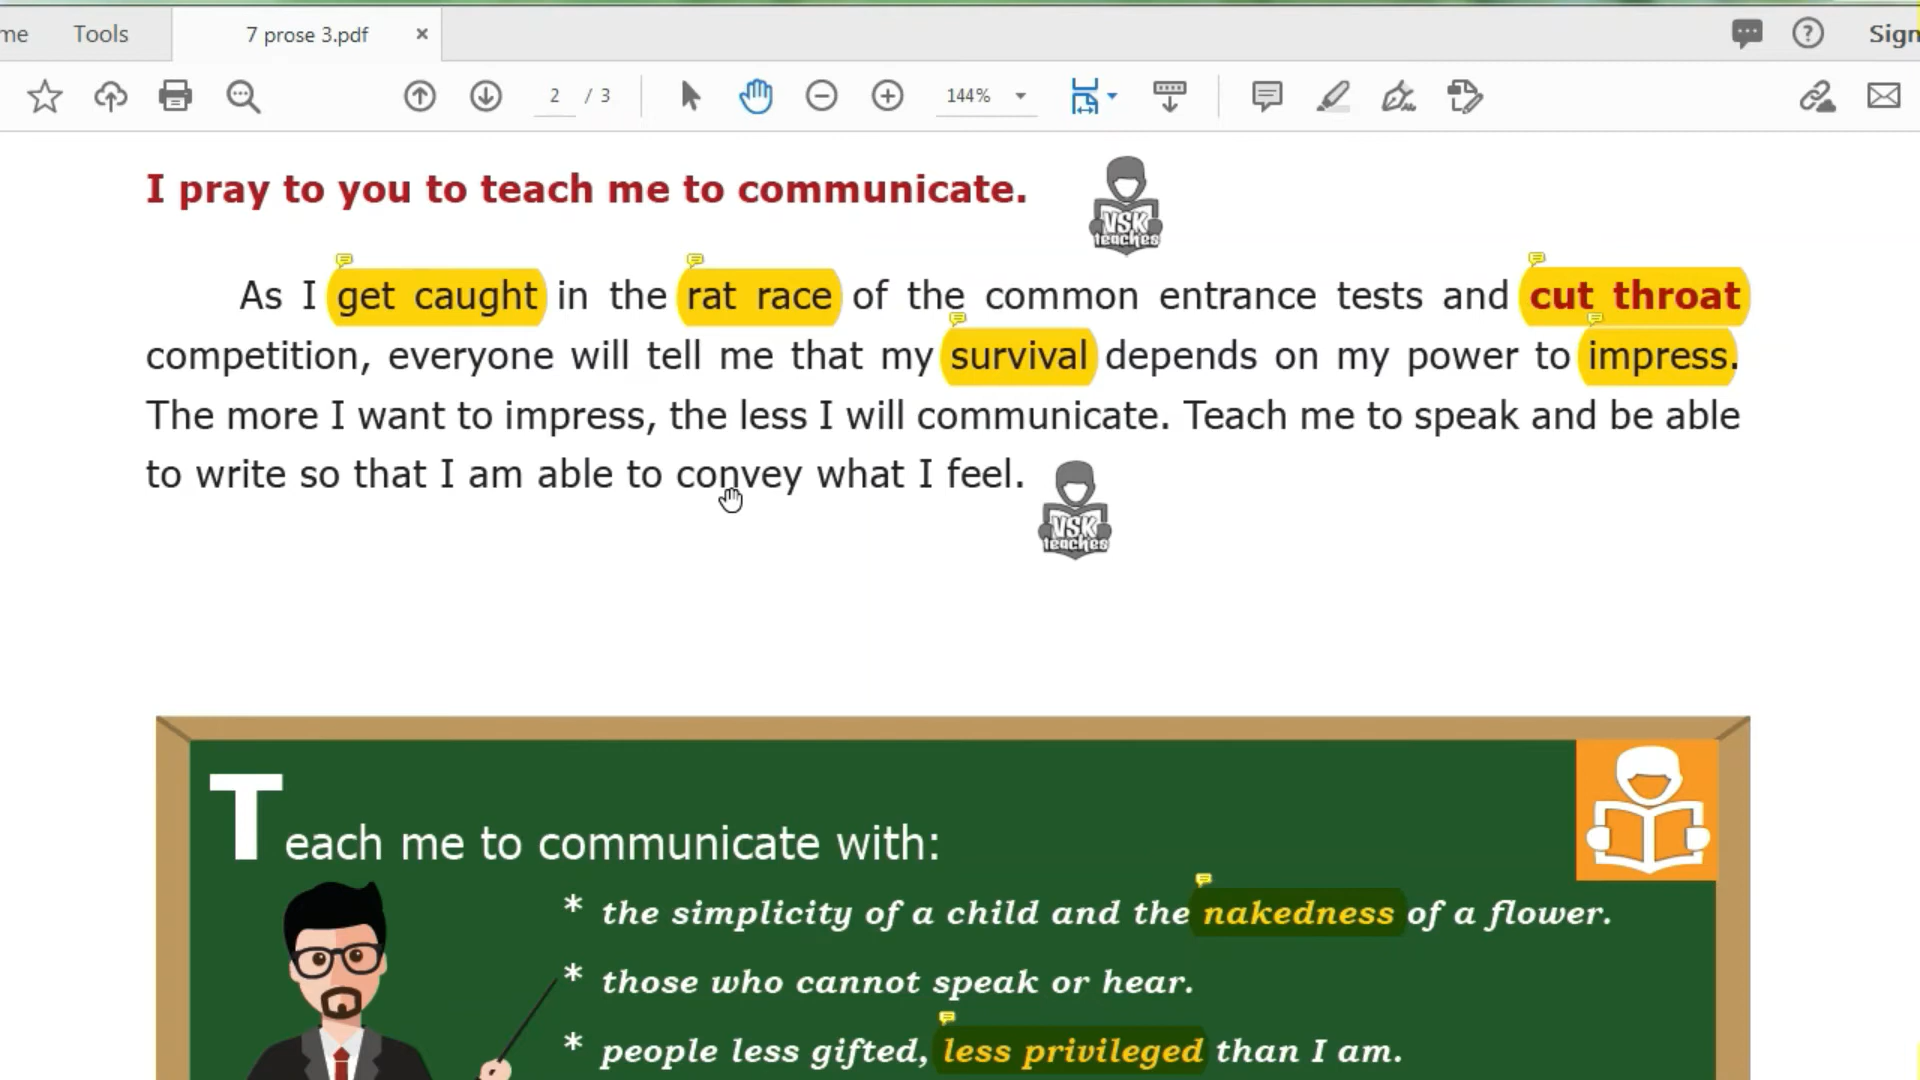 me Tools 7 prose 3.pdf × Sign
2 / 3 144%
I pray to you to teach me to communicate.
VSK
teaches
As I get caught in the rat race of the common entrance tests and cut throat
competition, everyone will tell me that my survival depends on my power to impress.
The more I want to impress, the less I will communicate. Teach me to speak and be able
to write so that I am able to convey what I feel.
VSK
teaches
Teach me to communicate with:
* the simplicity of a child and the nakedness of a flower.
* those who cannot speak or hear.
* people less gifted, less privileged than I am.